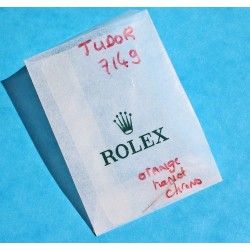 TUDOR
7149
ROLEX
orange
hand
chrono